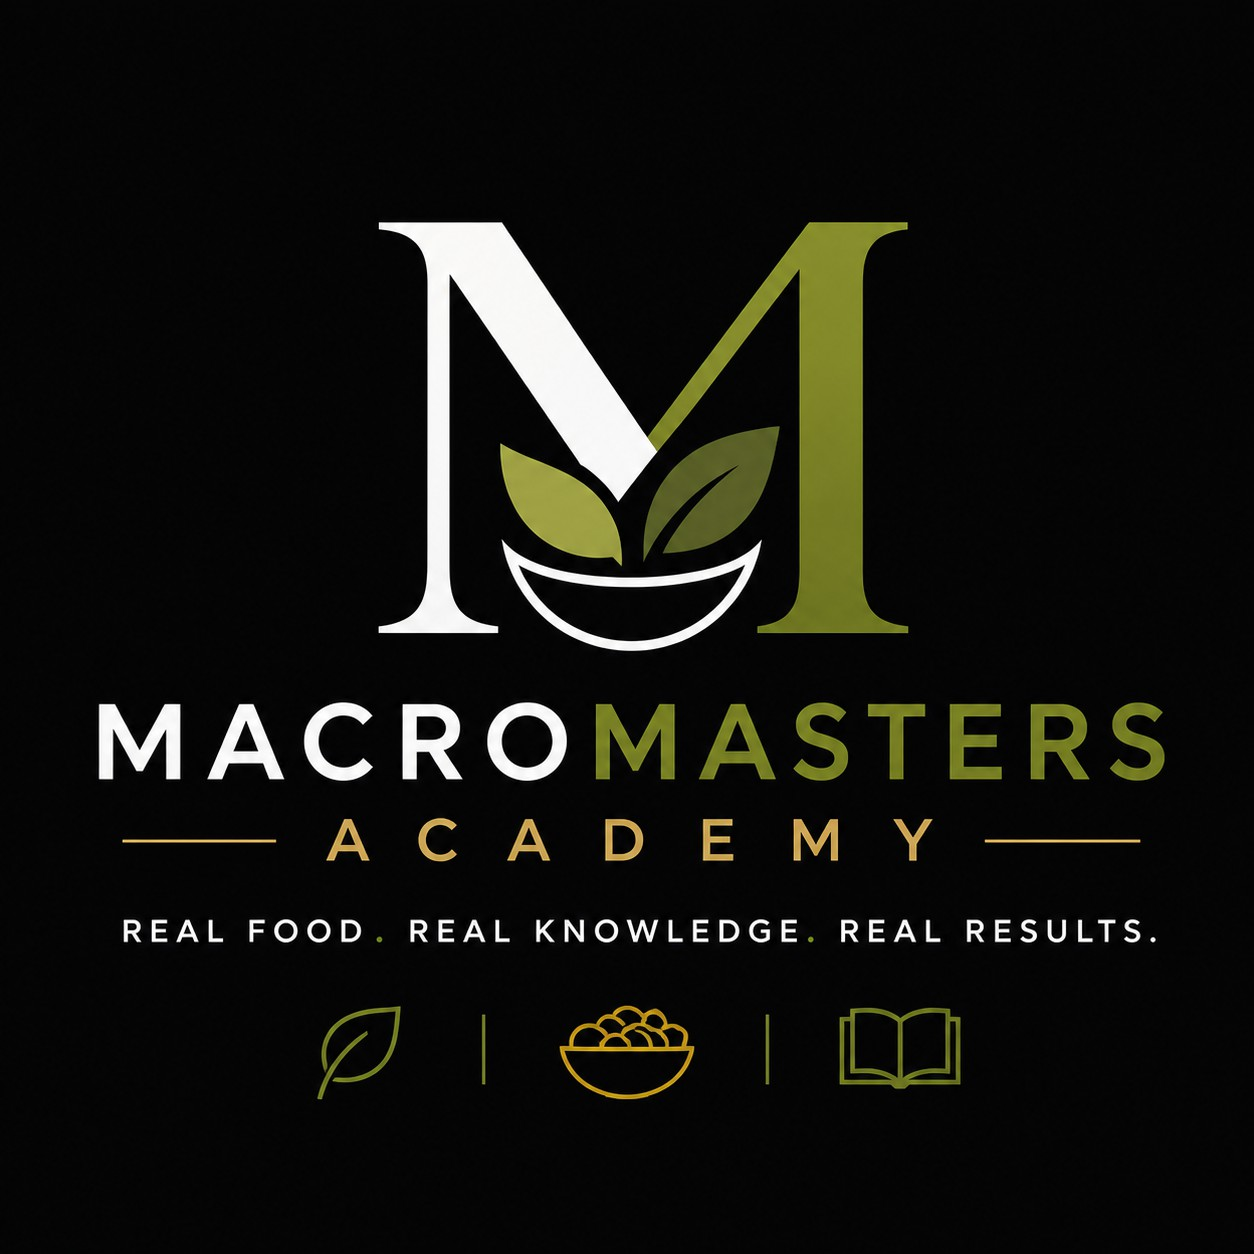 M
MACROMASTERS
ACADEMY
REAL FOOD. REAL KNOWLEDGE. REAL RESULTS.